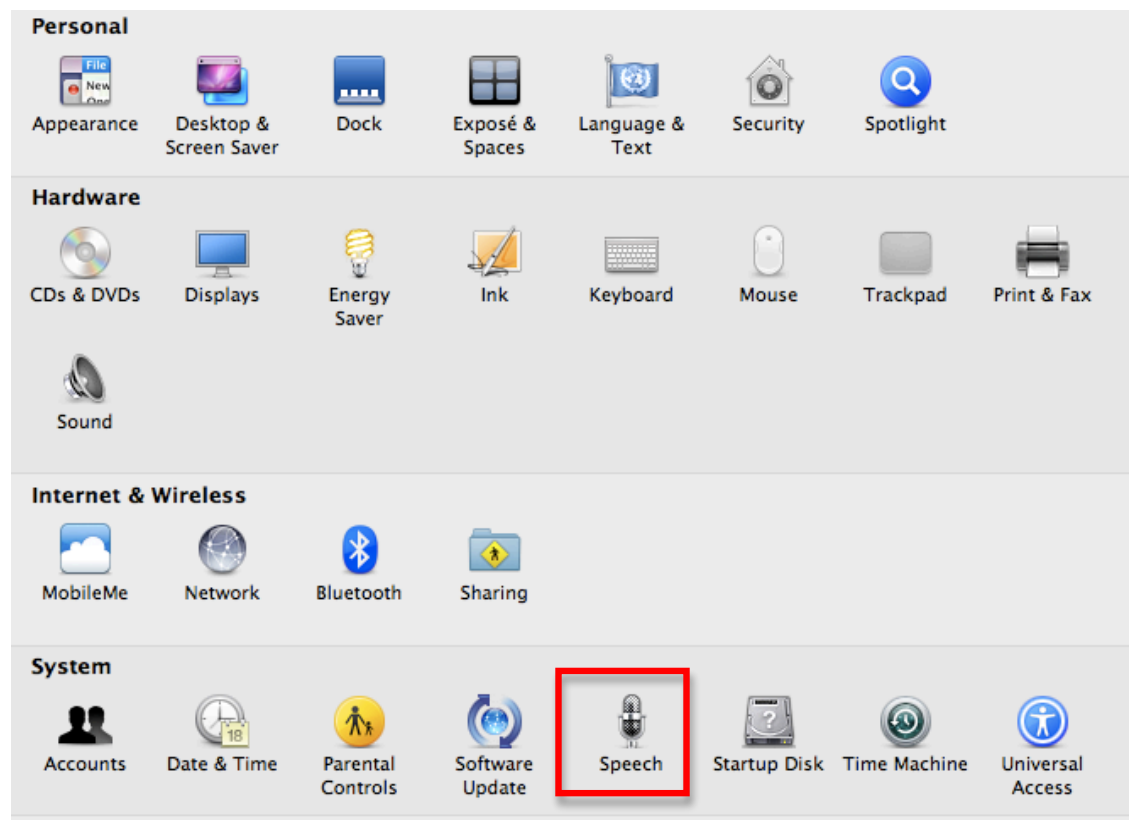 Personal
File
New
One
Appearance
Desktop &
Screen Saver
Dock
Exposé &
Spaces
Language &
Text
Security
Spotlight
Hardware
CDs & DVDs
Displays
Energy
Saver
Ink
Keyboard
Mouse
Trackpad
Print & Fax
Sound
Internet & Wireless
MobileMe
Network
Bluetooth
Sharing
System
Accounts
18
Date & Time
Parental
Controls
Software
Update
Speech
?
Startup Disk
Time Machine
Universal
Access